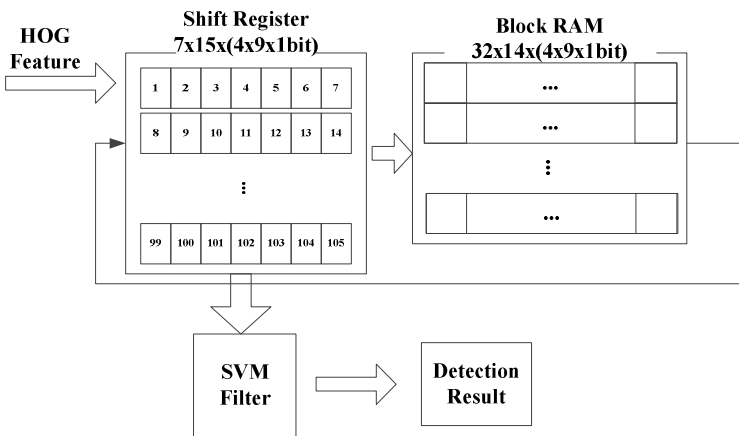 HOG
Feature
Shift Register
7x15x(4x9x1bit)
1 2 3 4 5 6 7
8 9 10 11 12 13 14
...
99 100 101 102 103 104 105
Block RAM
32x14x(4x9x1bit)
...
...
...
...
SVM
Filter
Detection
Result